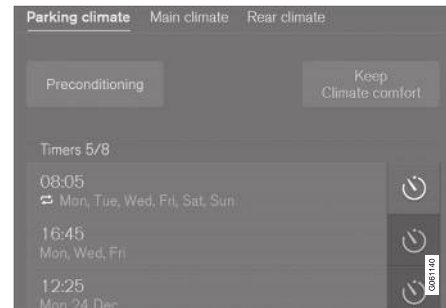 Parking climate Main climate Rear climate
Preconditioning
Keep
Climate comfort
Timers 5/8
08:05
Mon, Tue, Wed, Fri, Sat, Sun
16:45
Mon, Wed, Fri
12:25
Mon 24 Dec
G061140